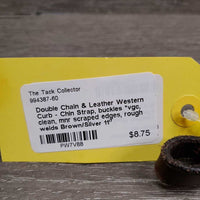 The Tack Collector
994387-60
Double Chain & Leather Western
Curb - Chin Strap, buckles *vgc,
clean, mnr scraped edges, rough
welds Brown/Silver 11"
$8.75
PW7V88